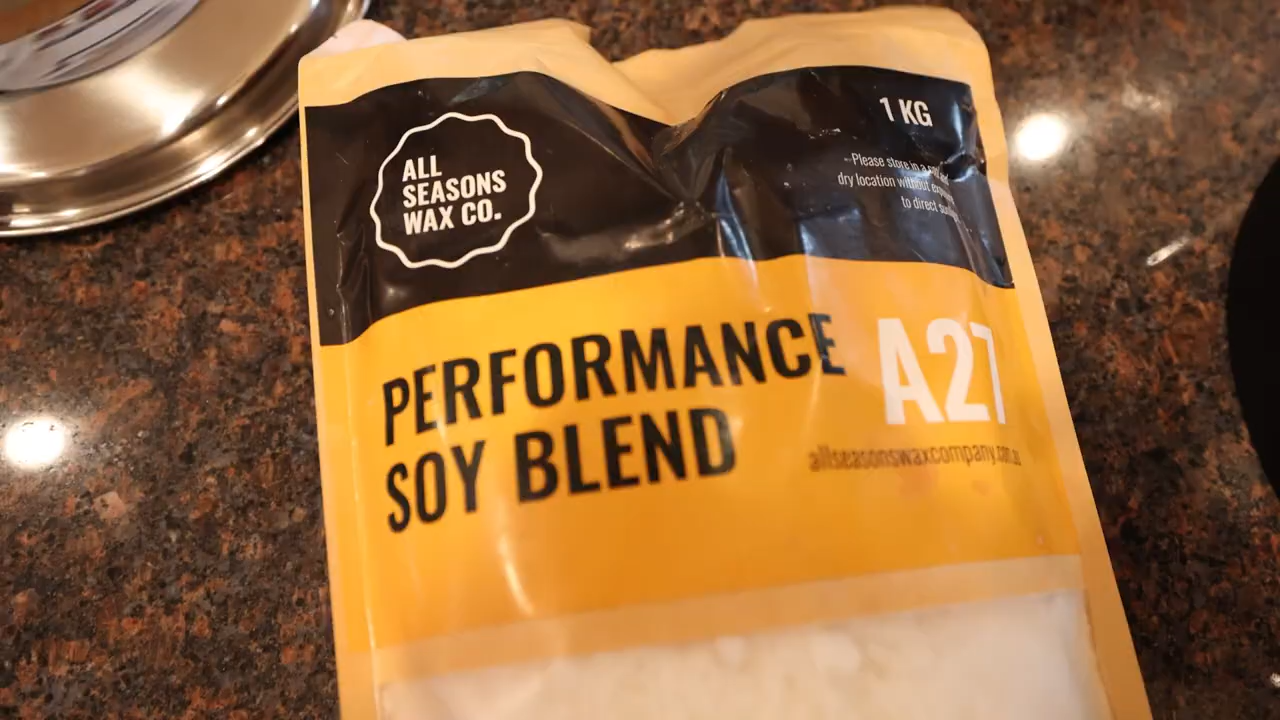 ALL
SEASONS
WAX CO.
1 KG
Please store in a
dry location without
to direct
PERFORMANCE
SOY BLEND
A27
allseasonswaxcompany.com